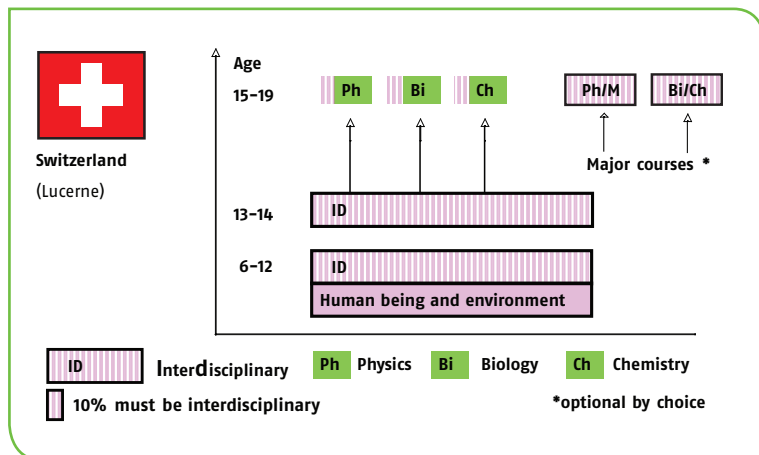 Age
15–19
Ph
Bi
Ch
Ph/M
Bi/Ch
Switzerland
(Lucerne)
Major courses *
13–14
ID
6–12
ID
Human being and environment
ID
Interdisciplinary
Ph
Physics
Bi
Biology
Ch
Chemistry
10% must be interdisciplinary
*optional by choice